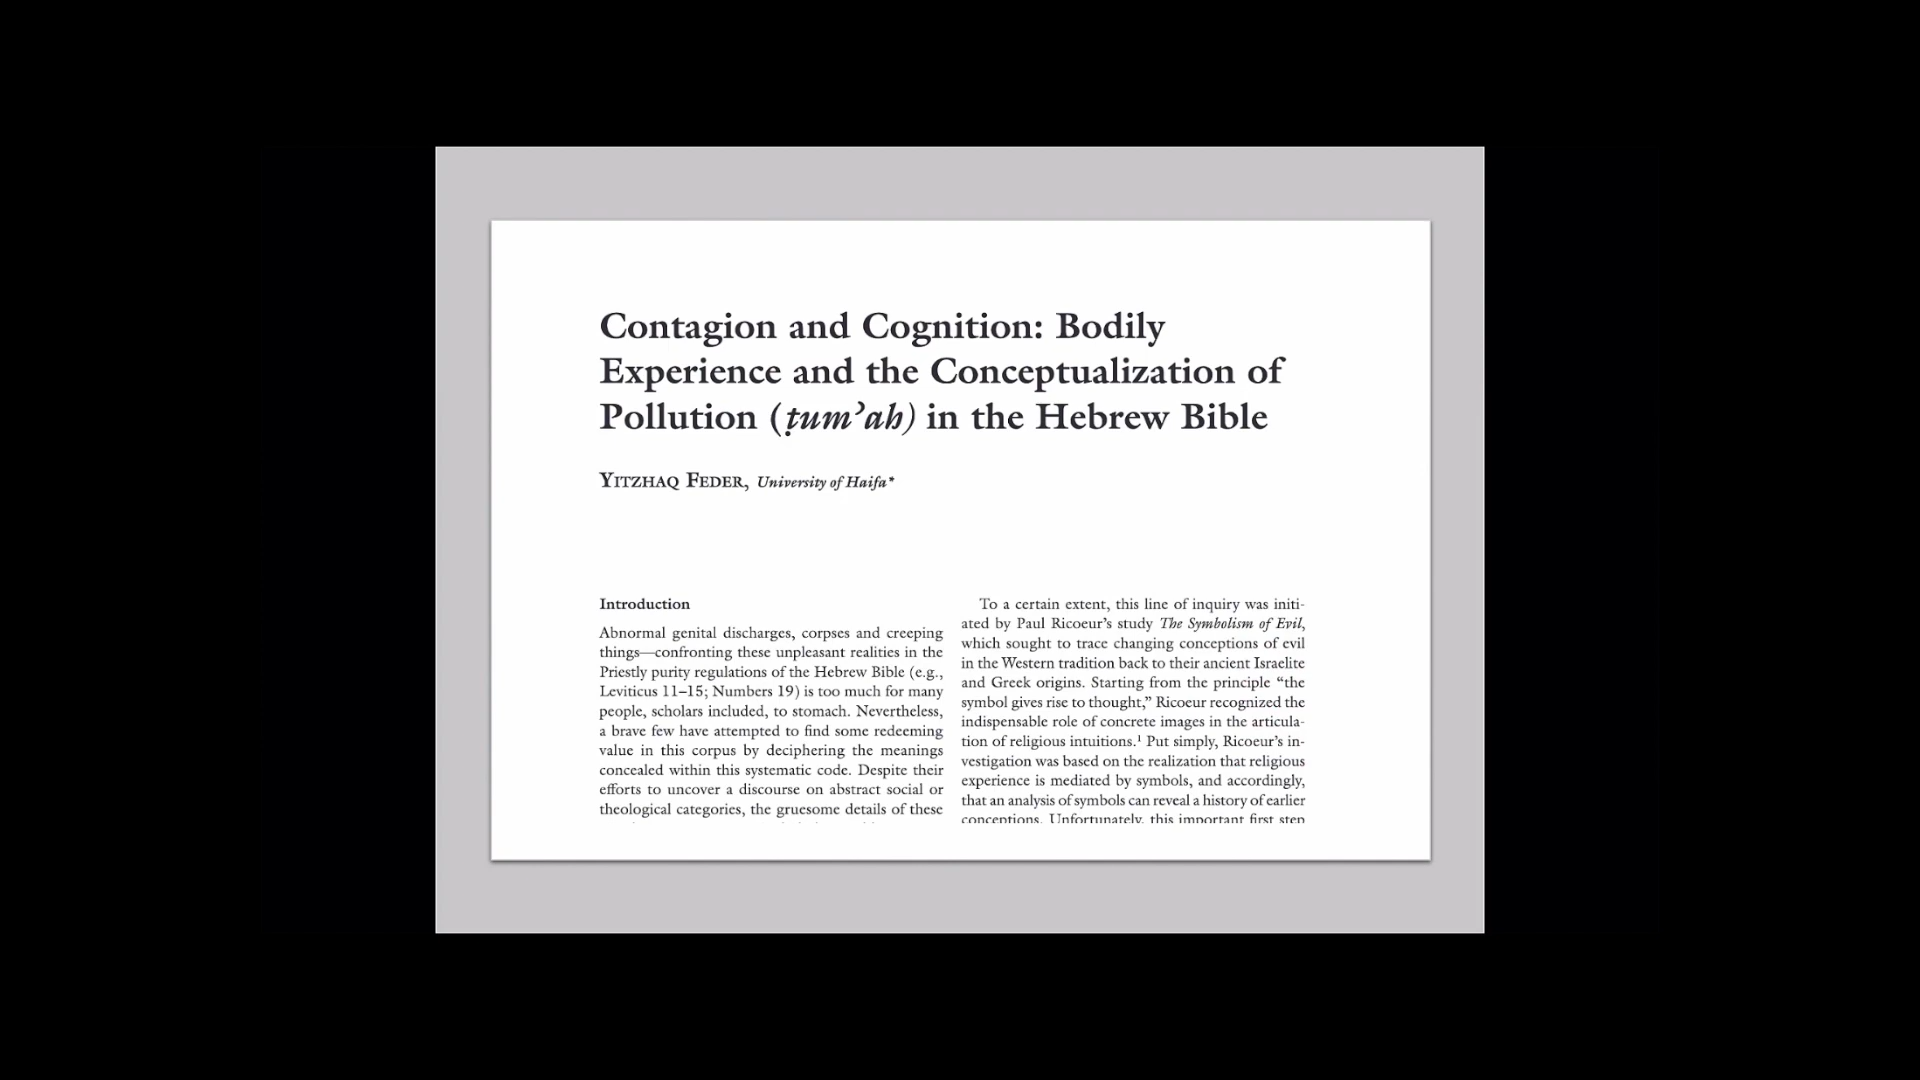 Contagion and Cognition: Bodily
Experience and the Conceptualization of
Pollution (ṭumʾah) in the Hebrew Bible
Yitzhaq Feder, University of Haifa*
Introduction
Abnormal genital discharges, corpses and creeping
things—confronting these unpleasant realities in the
Priestly purity regulations of the Hebrew Bible (e.g.,
Leviticus 11–15; Numbers 19) is too much for many
people, scholars included, to stomach. Nevertheless,
a brave few have attempted to find some redeeming
value in this corpus by deciphering the meanings
concealed within this systematic code. Despite their
efforts to uncover a discourse on abstract social or
theological categories, the gruesome details of these
To a certain extent, this line of inquiry was initi-
ated by Paul Ricoeur’s study The Symbolism of Evil,
which sought to trace changing conceptions of evil
in the Western tradition back to their ancient Israelite
and Greek origins. Starting from the principle “the
symbol gives rise to thought,” Ricoeur recognized the
indispensable role of concrete images in the articula-
tion of religious intuitions.¹ Put simply, Ricoeur’s in-
vestigation was based on the realization that religious
experience is mediated by symbols, and accordingly,
that an analysis of symbols can reveal a history of earlier
conceptions. Unfortunately, this important first step